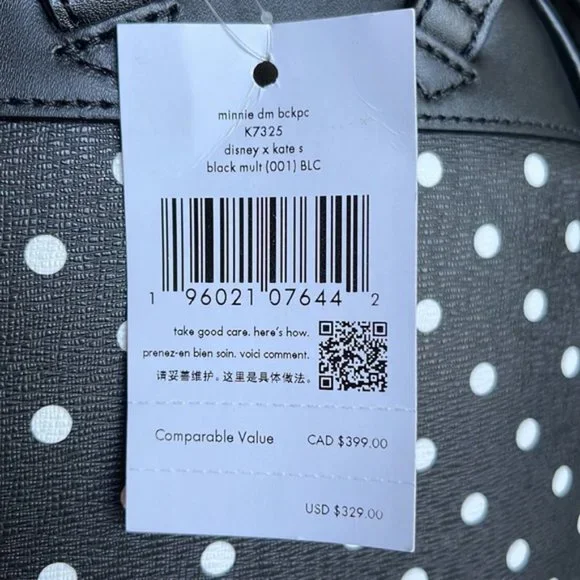 minnie dm bckpc
K7325
disney x kate s
black mult (001) BLC
1 96021 07644 2
take good care. here's how.
prenez-en bien soin. voici comment.
请妥善维护。这里是具体做法。
Comparable Value CAD $399.00
USD $329.00